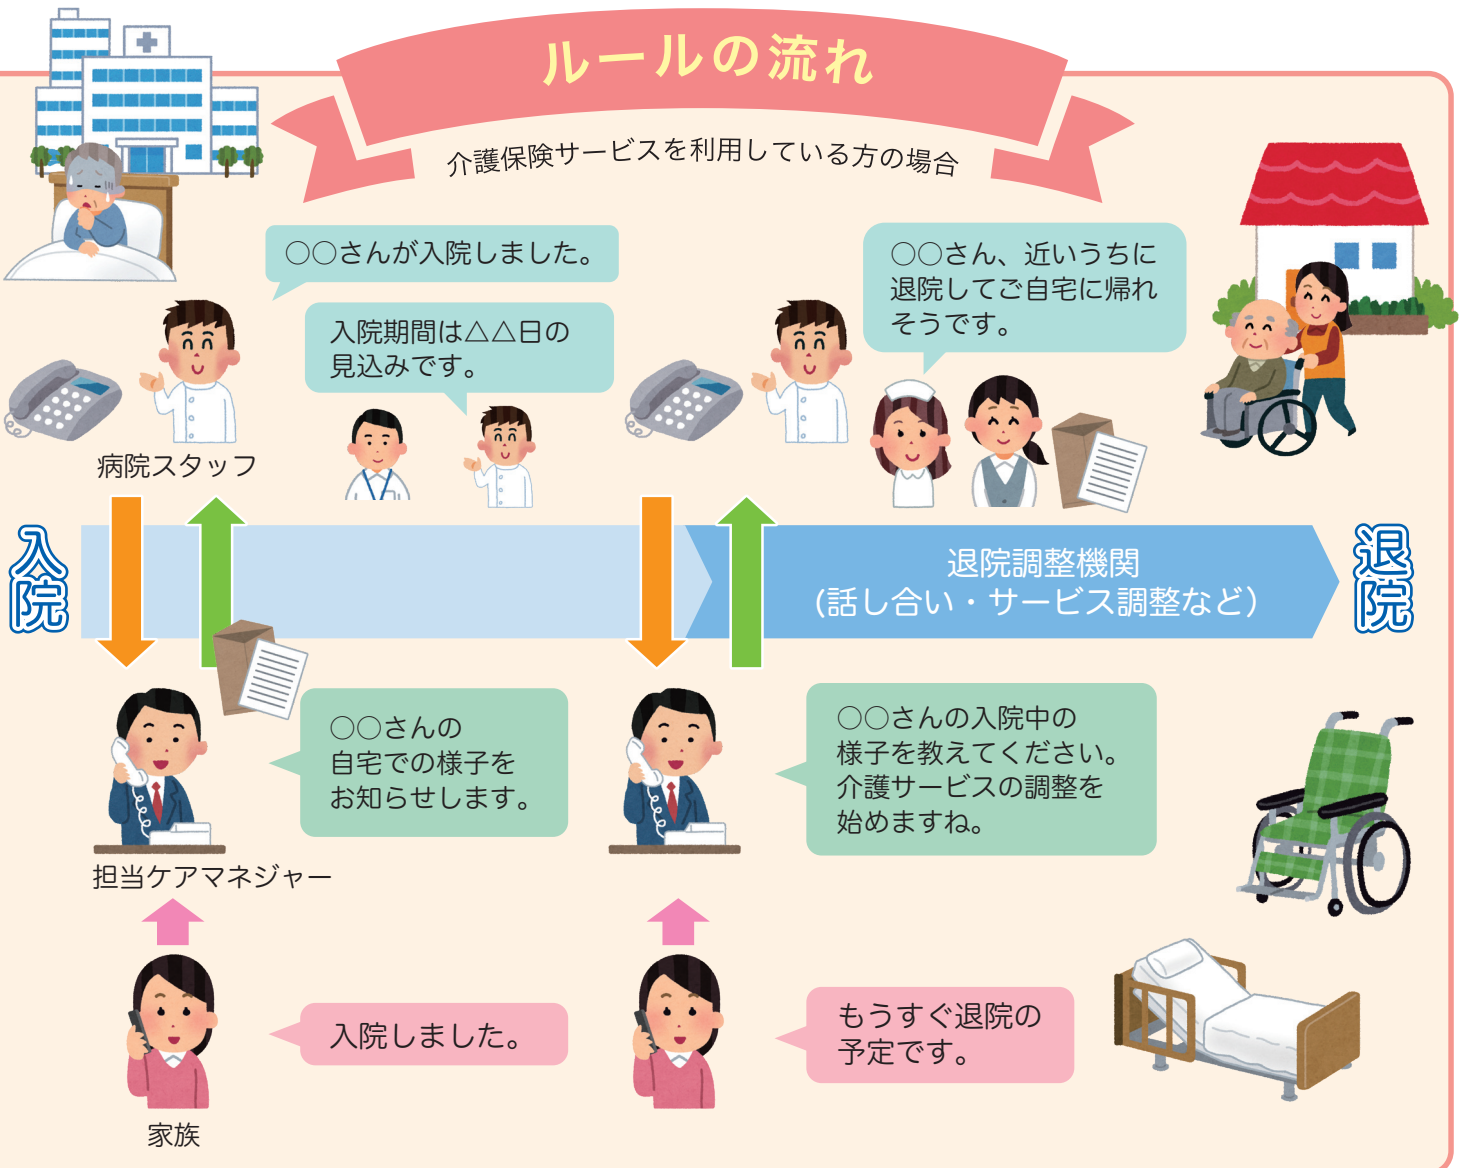 ルールの流れ
介護保険サービスを利用している方の場合
○○さんが入院しました。
入院期間は△△日の
見込みです。
○○さん、近いうちに
退院してご自宅に帰れ
そうです。
病院スタッフ
入院
退院調整機関
(話し合い・サービス調整など)
退院
○○さんの
自宅での様子を
お知らせします。
○○さんの入院中の
様子を教えてください。
介護サービスの調整を
始めますね。
担当ケアマネジャー
入院しました。
もうすぐ退院の
予定です。
家族